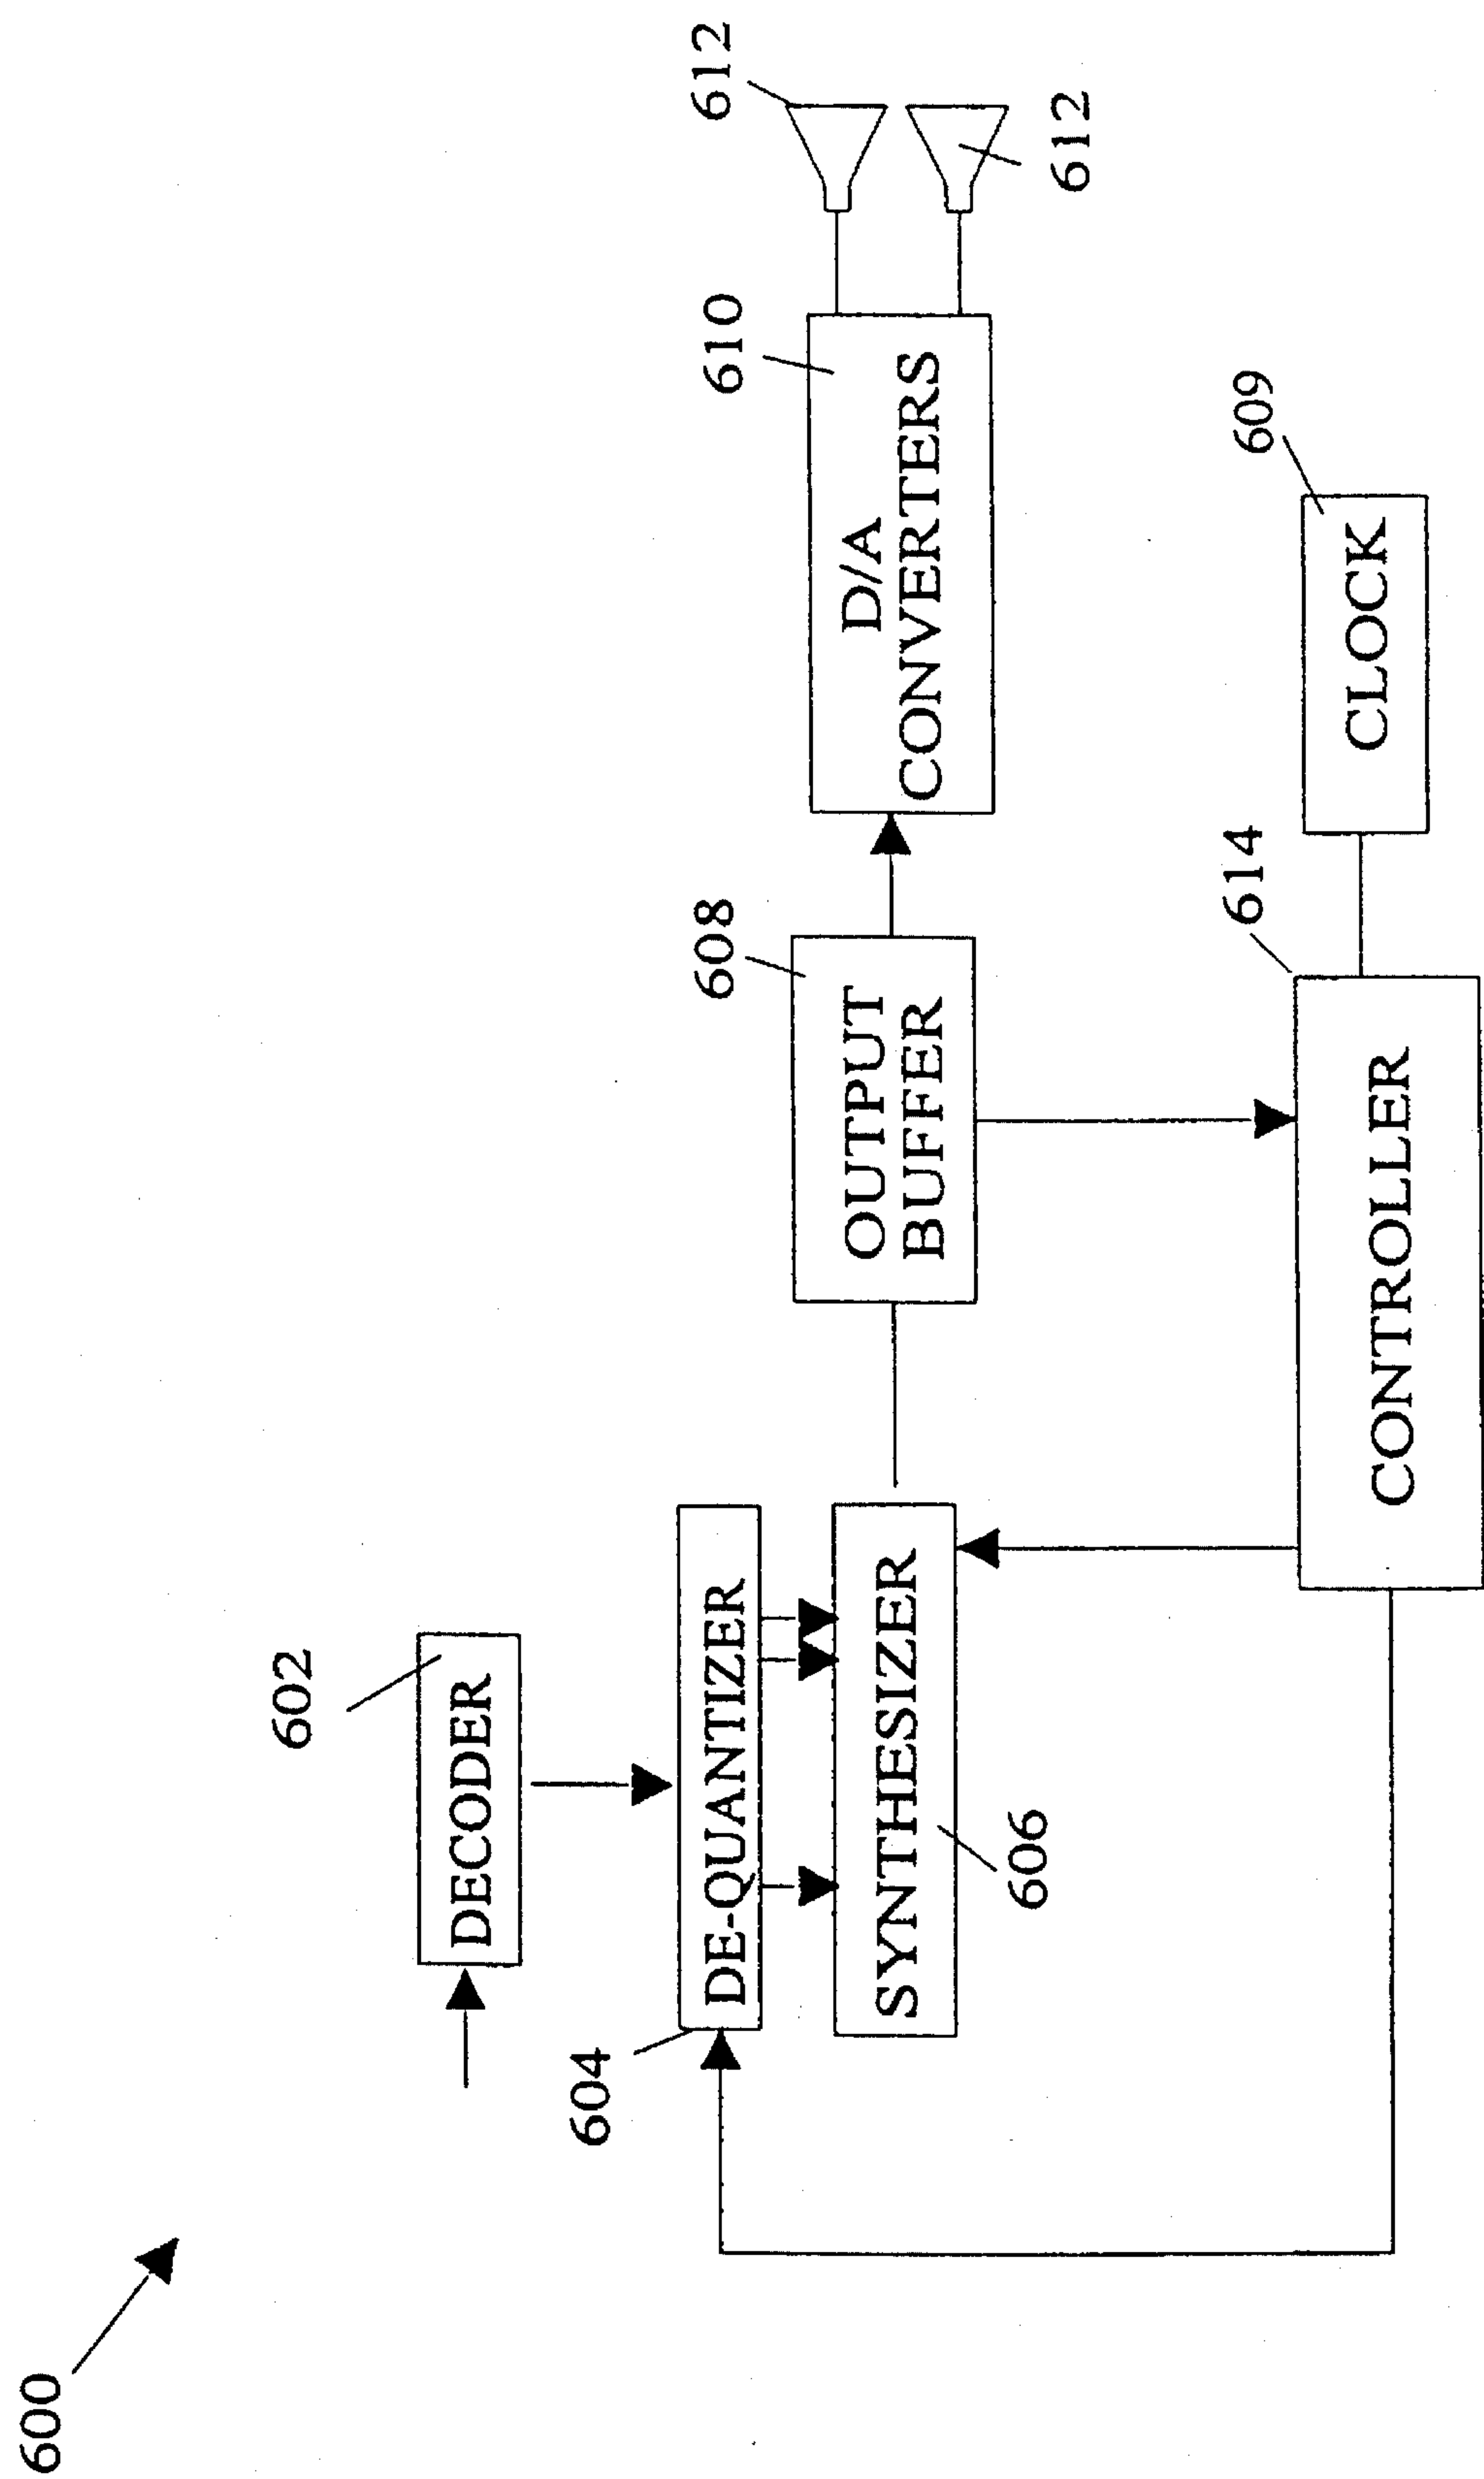 600
602
DECODER
604
DE-QUANTIZER
SYNTHESIZER
606
608
OUTPUT
BUFFER
610
D/A
CONVERTERS
612
612
614
CONTROLLER
609
CLOCK